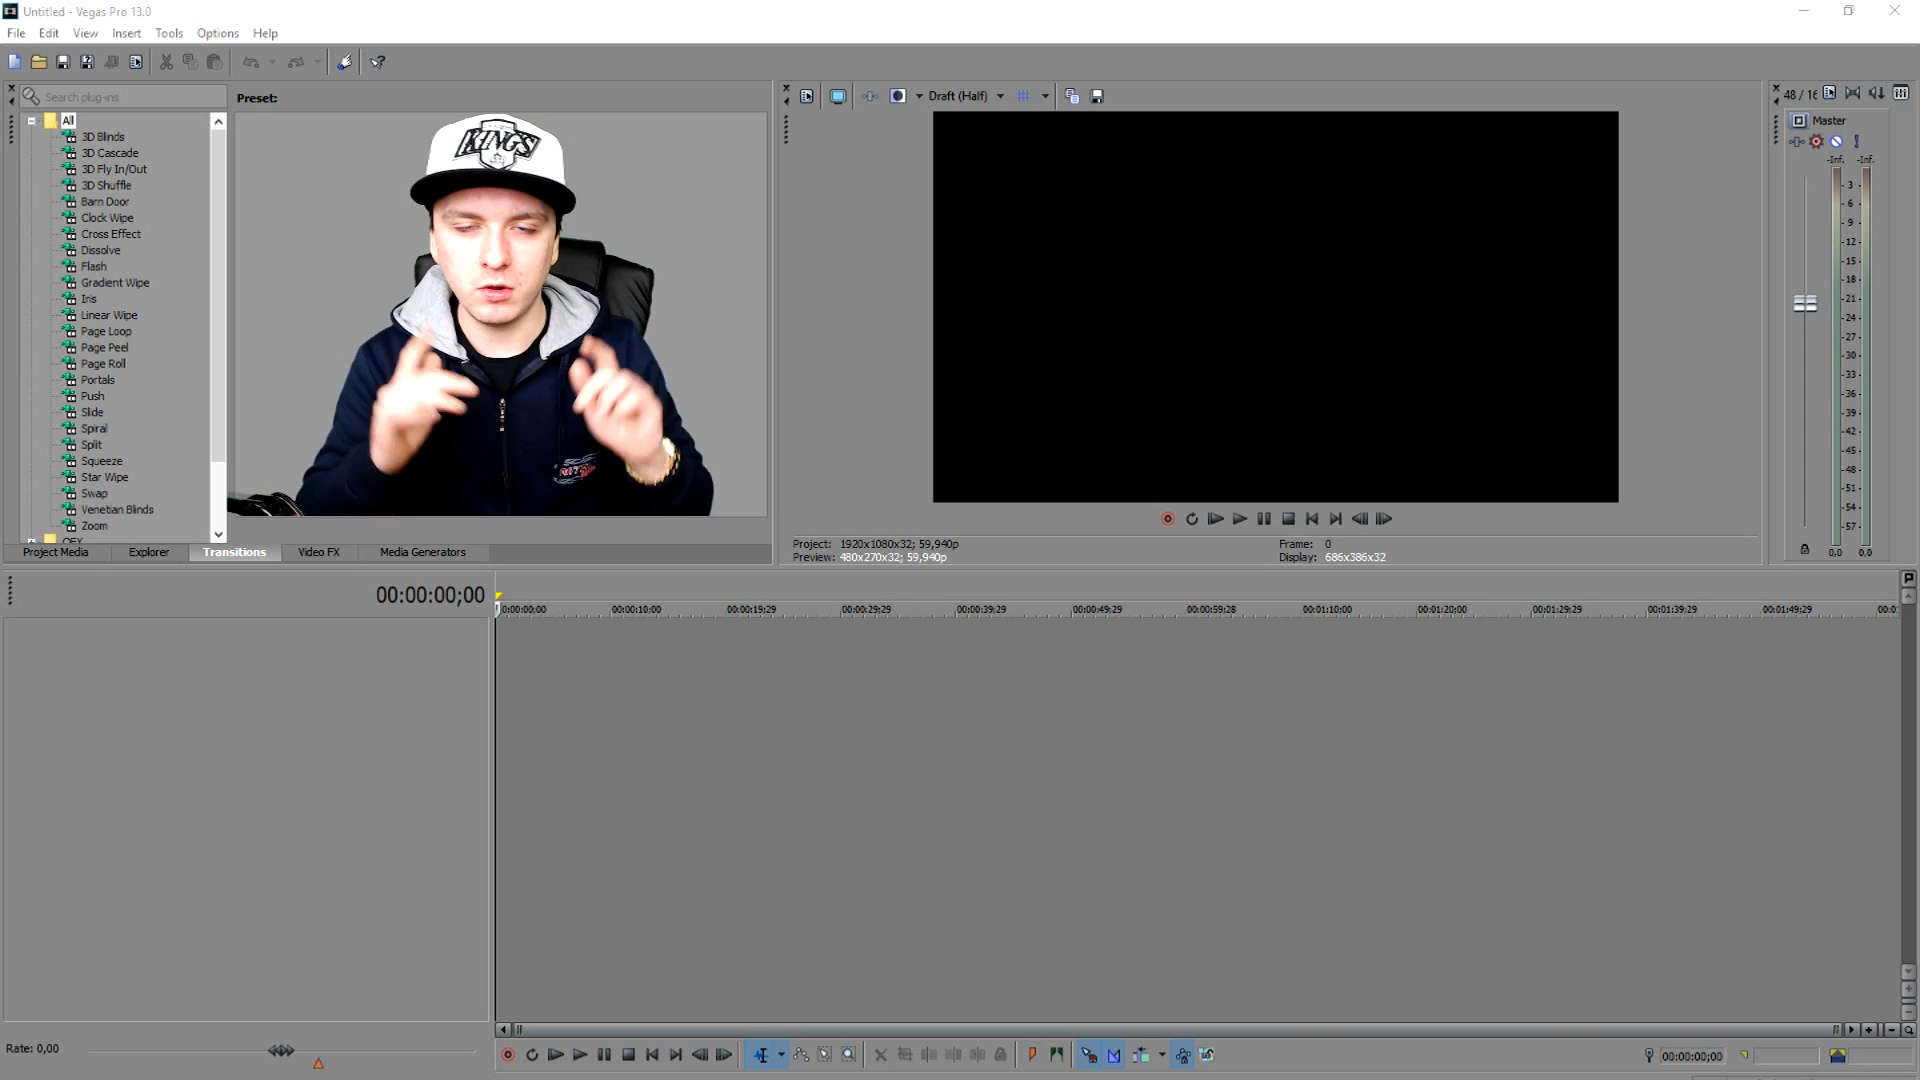 Untitled - Vegas Pro 13.0
File Edit View Insert Tools Options Help
Search plug-ins
Preset:
All
3D Blinds
3D Cascade
3D Fly In/Out
3D Shuffle
Barn Door
Clock Wipe
Cross Effect
Dissolve
Flash
Gradient Wipe
Iris
Linear Wipe
Page Loop
Page Peel
Page Roll
Portals
Push
Slide
Spiral
Split
Squeeze
Star Wipe
Swap
Venetian Blinds
Zoom
OFX
Project Media Explorer Transitions Video FX Media Generators
KINGS
Draft (Half)
Project: 1920x1080x32; 59,940p
Preview: 480x270x32; 59,940p
Frame: 0
Display: 686x386x32
48 / 16
Master
-Inf. -Inf.
3
6
9
-12-
-15-
-18-
-21-
-24-
-27-
-30-
-33-
-36-
-39-
-42-
-45-
-48-
-51-
-54-
-57-
0,0 0,0
00:00:00;00
0:00:00;00 00:00:10;00 00:00:19;29 00:00:29;29 00:00:39;29 00:00:49;29 00:00:59;28 00:01:10;00 00:01:20;00 00:01:29;29 00:01:39;29 00:01:49;29 00:0
Rate: 0,00
00:00:00;00